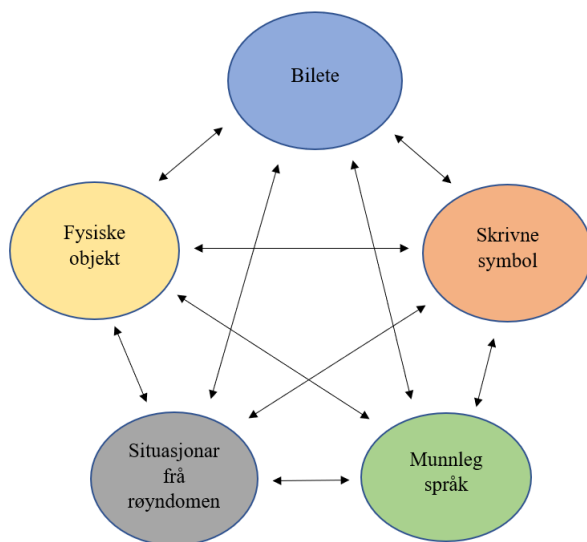 Bilete
Fysiske
objekt
Skrivne
symbol
Situasjonar
frå
røyndomen
Munnleg
språk